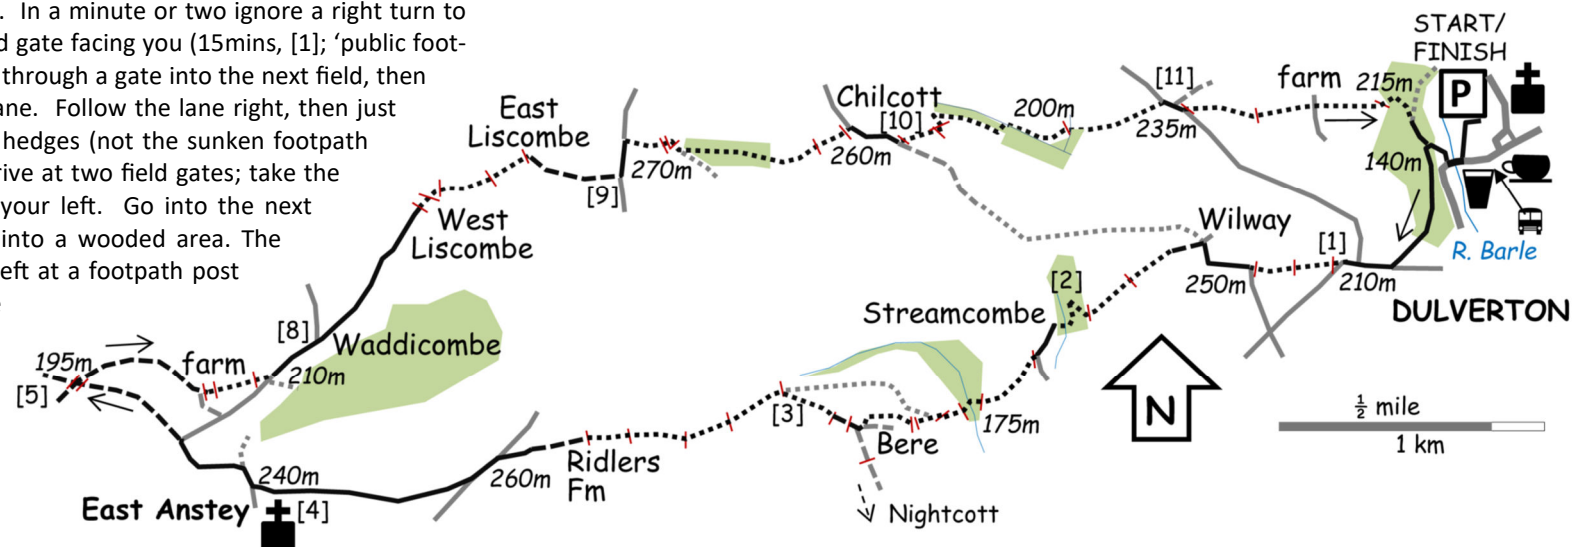 . In a minute or two ignore a right turn to
d gate facing you (15mins, [1]; ‘public foot-
through a gate into the next field, then
ane. Follow the lane right, then just
hedges (not the sunken footpath
rive at two field gates; take the
your left. Go into the next
into a wooded area. The
eft at a footpath post
START/
FINISH
P
[11]
farm
215m
Chilcott
[10]
200m
235m
East
Liscombe
260m
270m
[9]
140m
R. Barle
West
Liscombe
Wilway
[1]
250m
210m
DULVERTON
[2]
Streamcombe
[8]
Waddicombe
195m
farm
210m
[5]
N
½ mile
1 km
[3]
175m
Bere
Ridlers
Fm
260m
240m
East Anstey
[4]
Nightcott